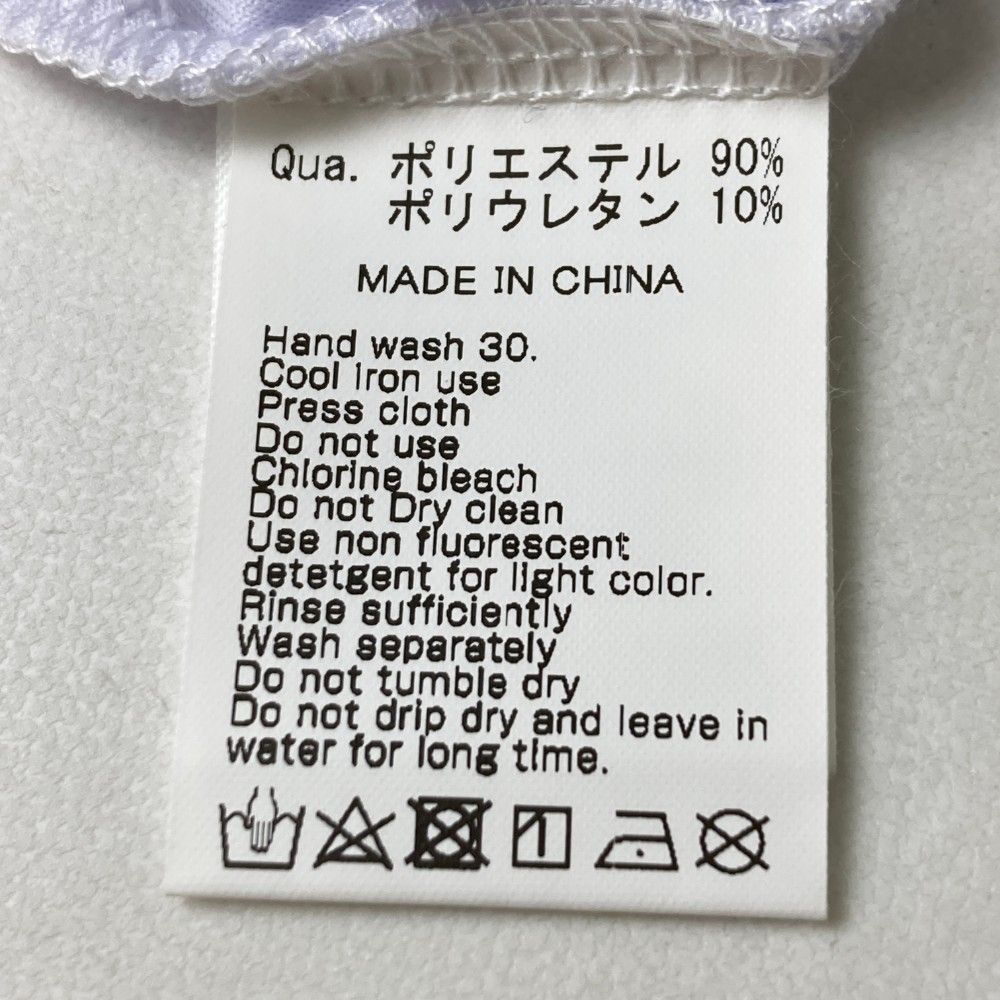 Qua. ポリエステル 90%
ポリウレタン 10%
MADE IN CHINA
Hand wash 30.
Cool iron use
Press cloth
Do not use
Chlorine bleach
Do not Dry clean
Use non fluorescent
detetgent for light color.
Rinse sufficiently
Wash separately
Do not tumble dry
Do not drip dry and leave in
water for long time.